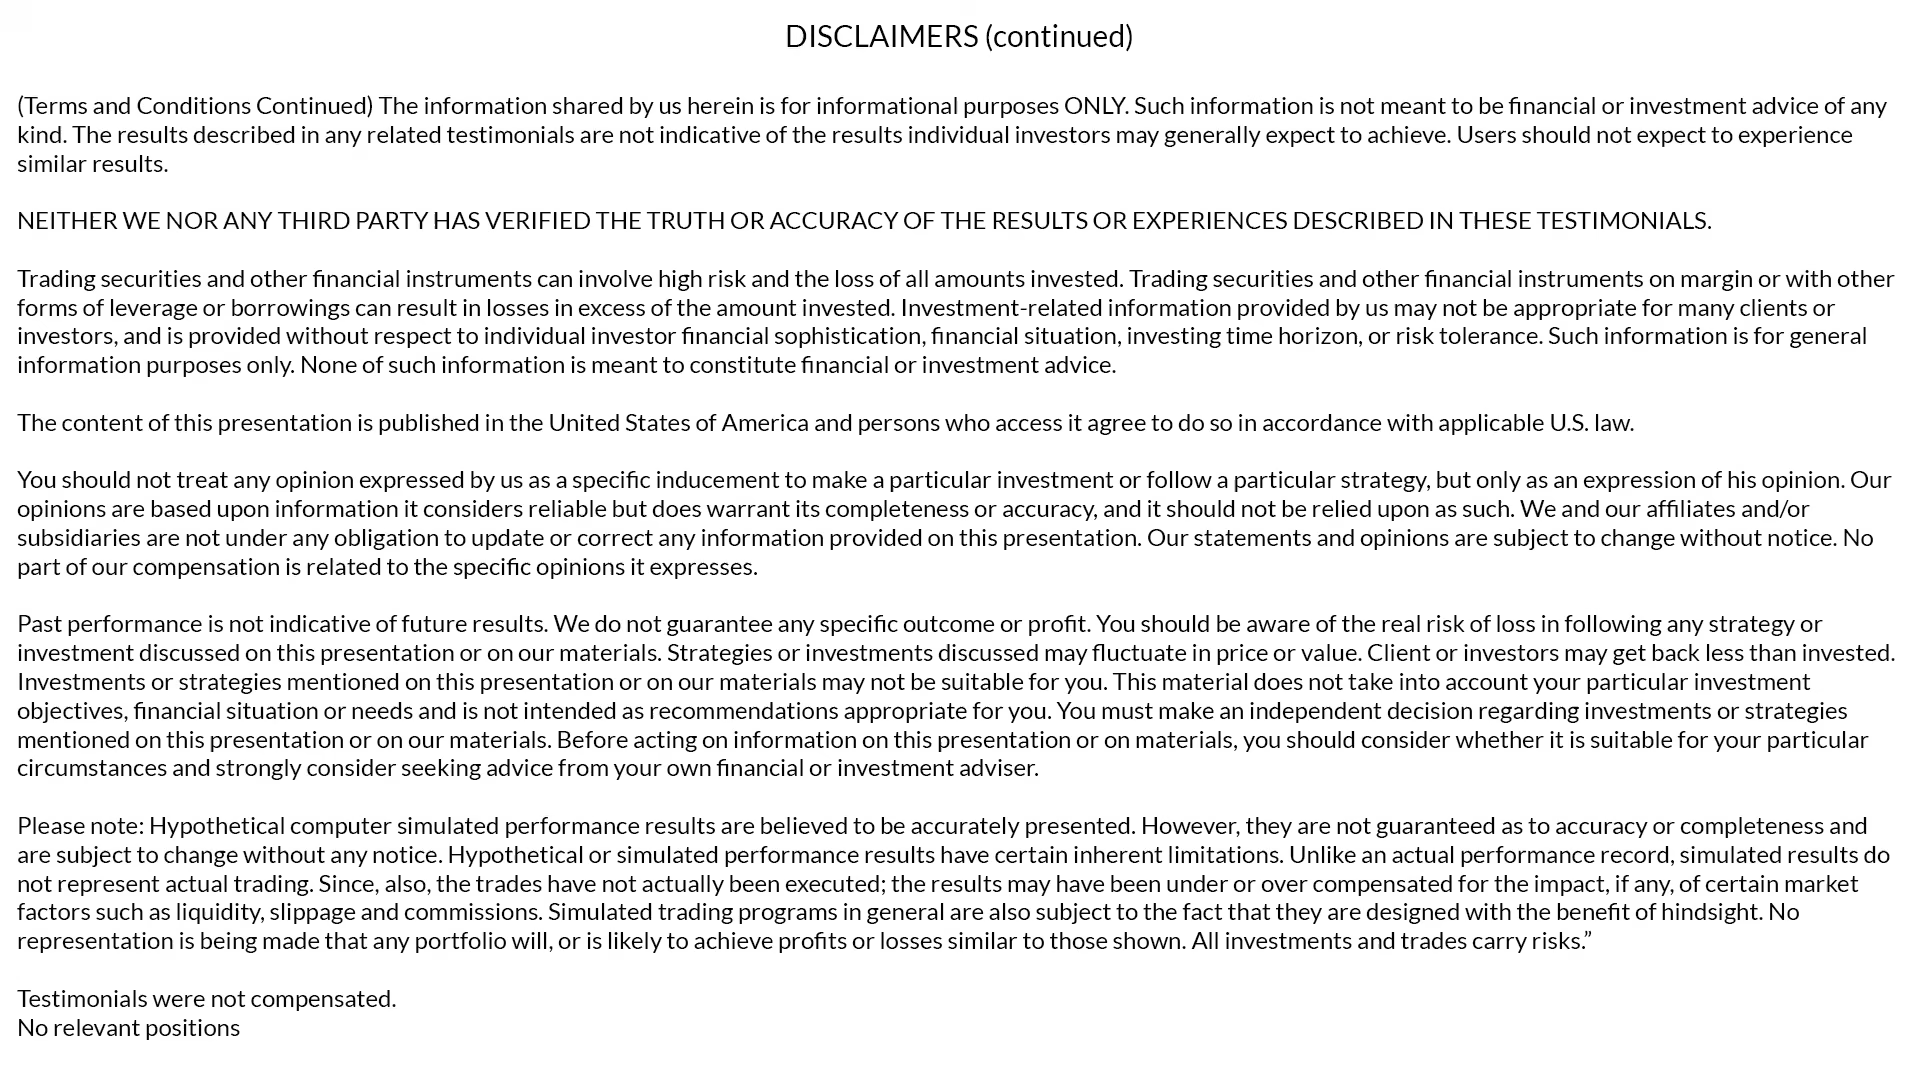 DISCLAIMERS (continued)
(Terms and Conditions Continued) The information shared by us herein is for informational purposes ONLY. Such information is not meant to be financial or investment advice of any
kind. The results described in any related testimonials are not indicative of the results individual investors may generally expect to achieve. Users should not expect to experience
similar results.
NEITHER WE NOR ANY THIRD PARTY HAS VERIFIED THE TRUTH OR ACCURACY OF THE RESULTS OR EXPERIENCES DESCRIBED IN THESE TESTIMONIALS.
Trading securities and other financial instruments can involve high risk and the loss of all amounts invested. Trading securities and other financial instruments on margin or with other
forms of leverage or borrowings can result in losses in excess of the amount invested. Investment-related information provided by us may not be appropriate for many clients or
investors, and is provided without respect to individual investor financial sophistication, financial situation, investing time horizon, or risk tolerance. Such information is for general
information purposes only. None of such information is meant to constitute financial or investment advice.
The content of this presentation is published in the United States of America and persons who access it agree to do so in accordance with applicable U.S. law.
You should not treat any opinion expressed by us as a specific inducement to make a particular investment or follow a particular strategy, but only as an expression of his opinion. Our
opinions are based upon information it considers reliable but does warrant its completeness or accuracy, and it should not be relied upon as such. We and our affiliates and/or
subsidiaries are not under any obligation to update or correct any information provided on this presentation. Our statements and opinions are subject to change without notice. No
part of our compensation is related to the specific opinions it expresses.
Past performance is not indicative of future results. We do not guarantee any specific outcome or profit. You should be aware of the real risk of loss in following any strategy or
investment discussed on this presentation or on our materials. Strategies or investments discussed may fluctuate in price or value. Client or investors may get back less than invested.
Investments or strategies mentioned on this presentation or on our materials may not be suitable for you. This material does not take into account your particular investment
objectives, financial situation or needs and is not intended as recommendations appropriate for you. You must make an independent decision regarding investments or strategies
mentioned on this presentation or on our materials. Before acting on information on this presentation or on materials, you should consider whether it is suitable for your particular
circumstances and strongly consider seeking advice from your own financial or investment adviser.
Please note: Hypothetical computer simulated performance results are believed to be accurately presented. However, they are not guaranteed as to accuracy or completeness and
are subject to change without any notice. Hypothetical or simulated performance results have certain inherent limitations. Unlike an actual performance record, simulated results do
not represent actual trading. Since, also, the trades have not actually been executed; the results may have been under or over compensated for the impact, if any, of certain market
factors such as liquidity, slippage and commissions. Simulated trading programs in general are also subject to the fact that they are designed with the benefit of hindsight. No
representation is being made that any portfolio will, or is likely to achieve profits or losses similar to those shown. All investments and trades carry risks.”
Testimonials were not compensated.
No relevant positions